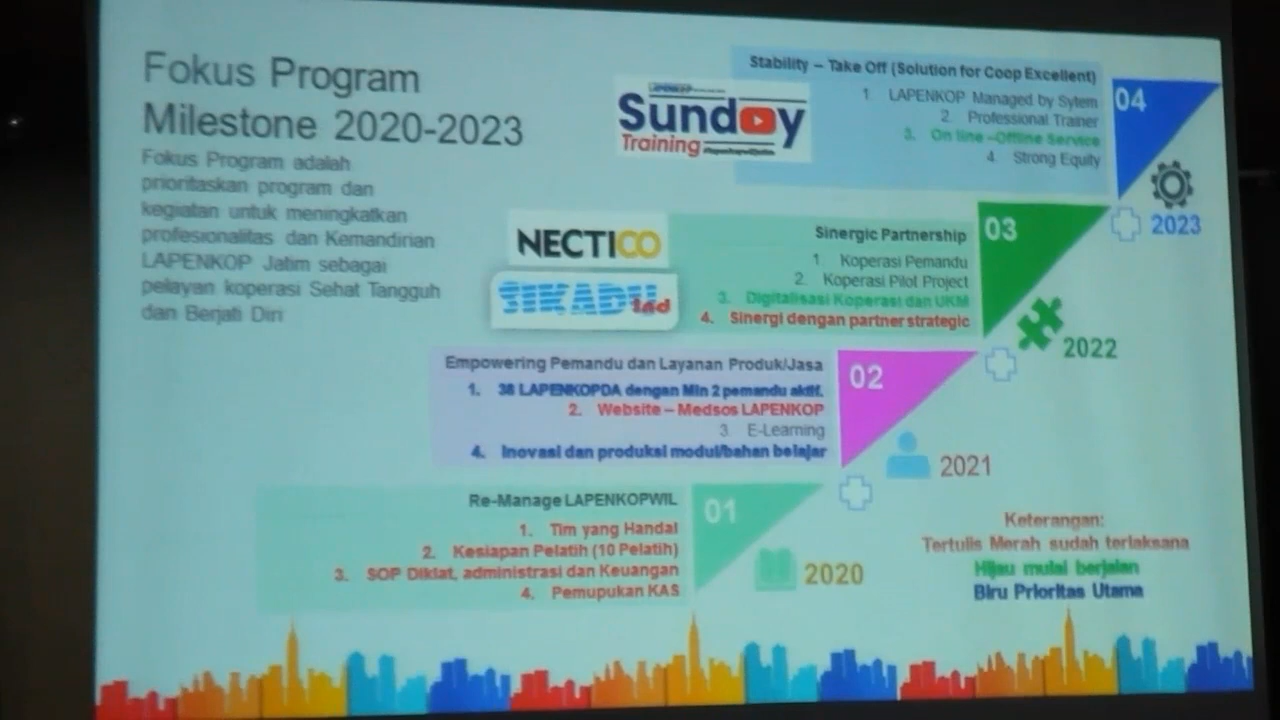 Fokus Program
Milestone 2020-2023
Fokus Program adalah
prioritaskan program dan
kegiatan untuk meningkatkan
profesionalitas dan Kemandirian
LAPENKOP Jatim sebagai
pelayan koperasi Sehat Tangguh
dan Berjati Diri
Sunday
Training
Stability – Take Off (Solution for Coop Excellent)
1. LAPENKOP Managed by Sytem
2. Professional Trainer
3. On line –Offline Service
4. Strong Equity
04
2023
NECTICO
SIKADU
Ind
Sinergic Partnership
1 Koperasi Pemandu
2. Koperasi Pilot Project
3. Digitalisasi Koperasi dan UKM
4. Sinergi dengan partner strategic
03
2022
Empowering Pemandu dan Layanan Produk/Jasa
1. 38 LAPENKOPDA dengan Min 2 pemandu aktif.
2. Website – Medsos LAPENKOP
3. E-Learning
4. Inovasi dan produksi modul/bahan belajar
02
2021
Re-Manage LAPENKOPWIL
1. Tim yang Handal
2. Kesiapan Pelatih (10 Pelatih)
3. SOP Diklat, administrasi dan Keuangan
4. Pemupukan KAS
01
2020
Keterangan:
Tertulis Merah sudah terlaksana
Hijau mulai berjalan
Biru Prioritas Utama